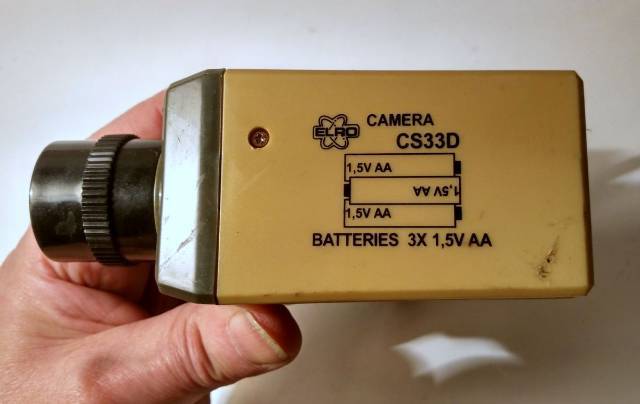 ELRO
CAMERA
CS33D
1,5V AA
1,5V AA
1,5V AA
BATTERIES 3X 1,5V AA